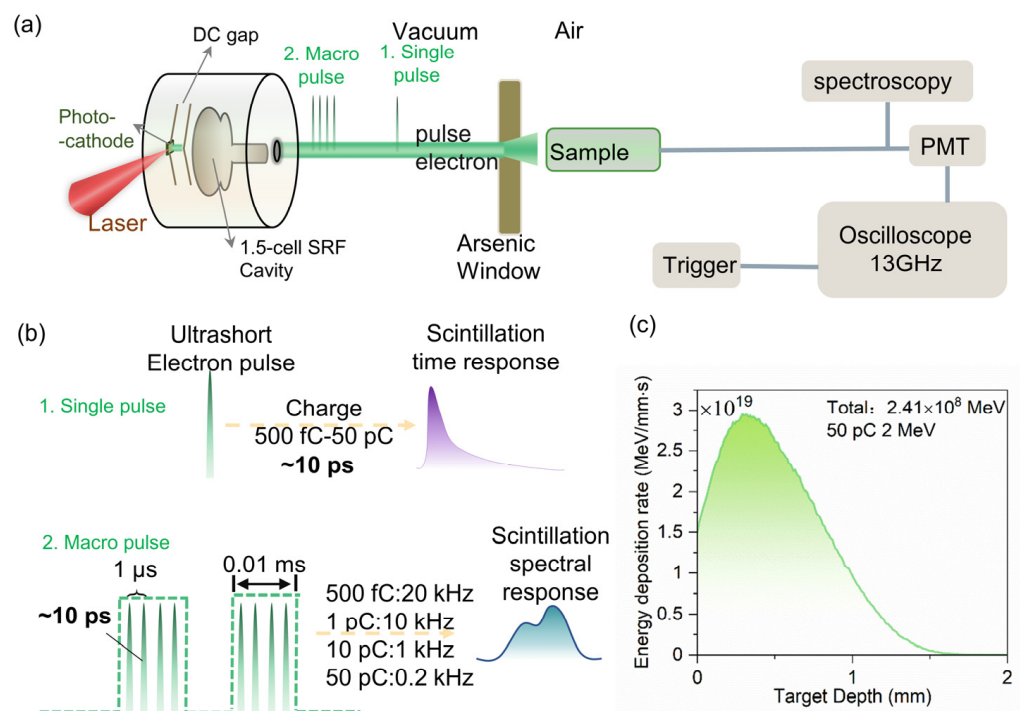 (a)
DC gap
Vacuum
Air
2. Macro
pulse
1. Single
pulse
Photo-
-cathode
Laser
1.5-cell SRF
Cavity
pulse
electron
Arsenic
Window
Sample
spectroscopy
PMT
Oscilloscope
13GHz
Trigger
(b)
Ultrashort
Electron pulse
Scintillation
time response
1. Single pulse
Charge
500 fC-50 pC
~10 ps
2. Macro pulse
1 μs
0.01 ms
~10 ps
500 fC:20 kHz
1 pC:10 kHz
10 pC:1 kHz
50 pC:0.2 kHz
Scintillation
spectral
response
(c)
×10¹⁹
Total: 2.41×10⁸ MeV
50 pC 2 MeV
Energy deposition rate (MeV/mm·s)
3
2.5
2
1.5
1
0.5
0
0
1
2
Target Depth (mm)